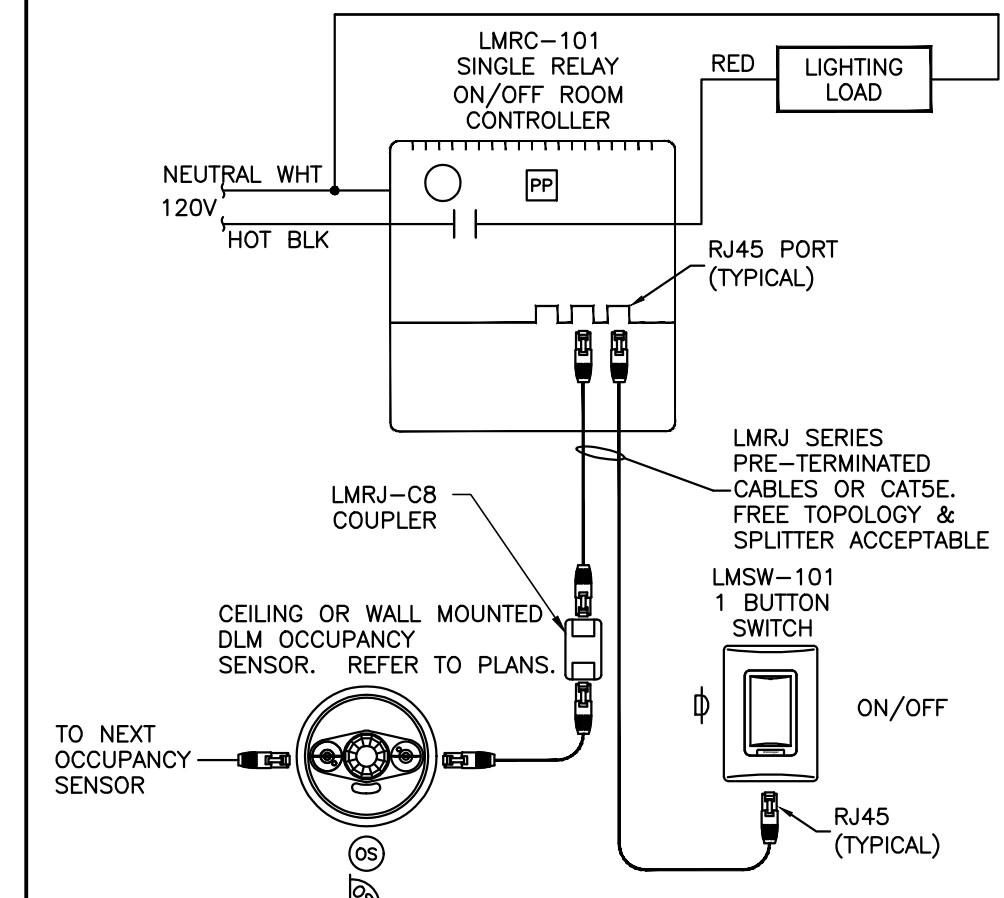 LMRC-101
SINGLE RELAY
ON/OFF ROOM
CONTROLLER
RED
LIGHTING
LOAD
NEUTRAL WHT
120V
HOT BLK
PP
RJ45 PORT
(TYPICAL)
LMRJ SERIES
PRE-TERMINATED
CABLES OR CAT5E.
FREE TOPOLOGY &
SPLITTER ACCEPTABLE
LMRJ-C8
COUPLER
LMSW-101
1 BUTTON
SWITCH
CEILING OR WALL MOUNTED
DLM OCCUPANCY
SENSOR. REFER TO PLANS.
ON/OFF
TO NEXT
OCCUPANCY
SENSOR
RJ45
(TYPICAL)
OS